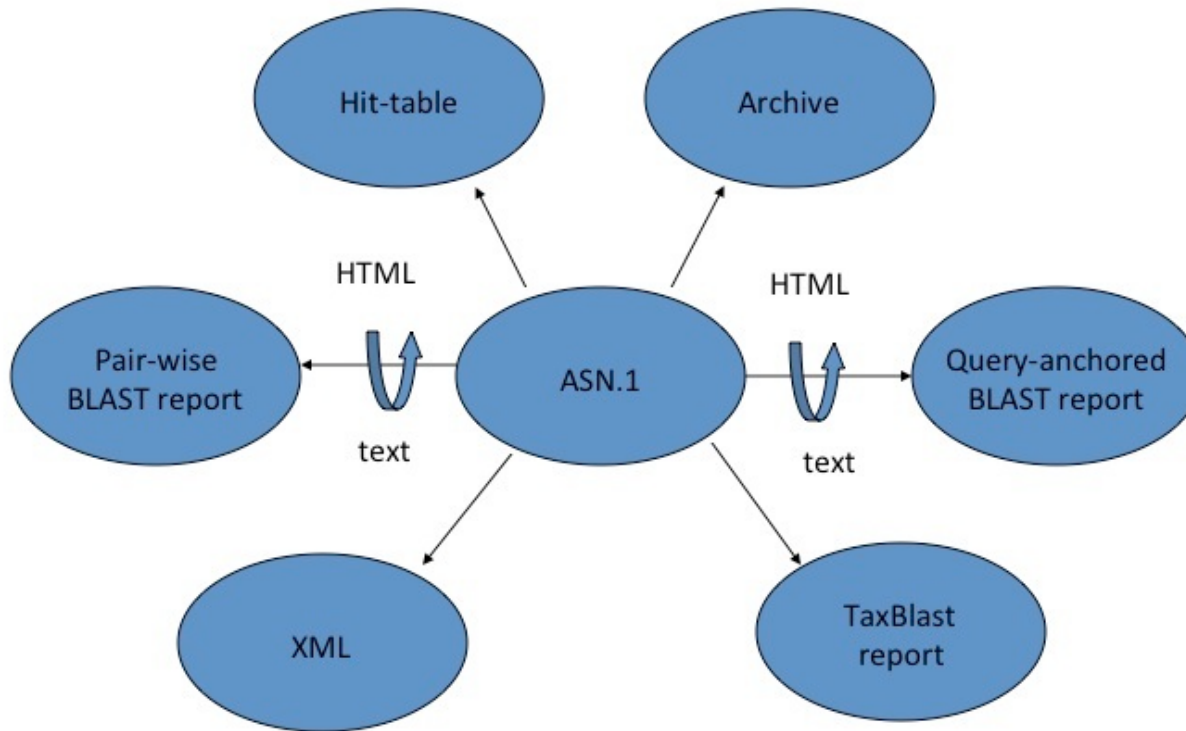 Hit-table
Archive
HTML
HTML
Pair-wise
BLAST report
ASN.1
Query-anchored
BLAST report
text
text
XML
TaxBlast
report